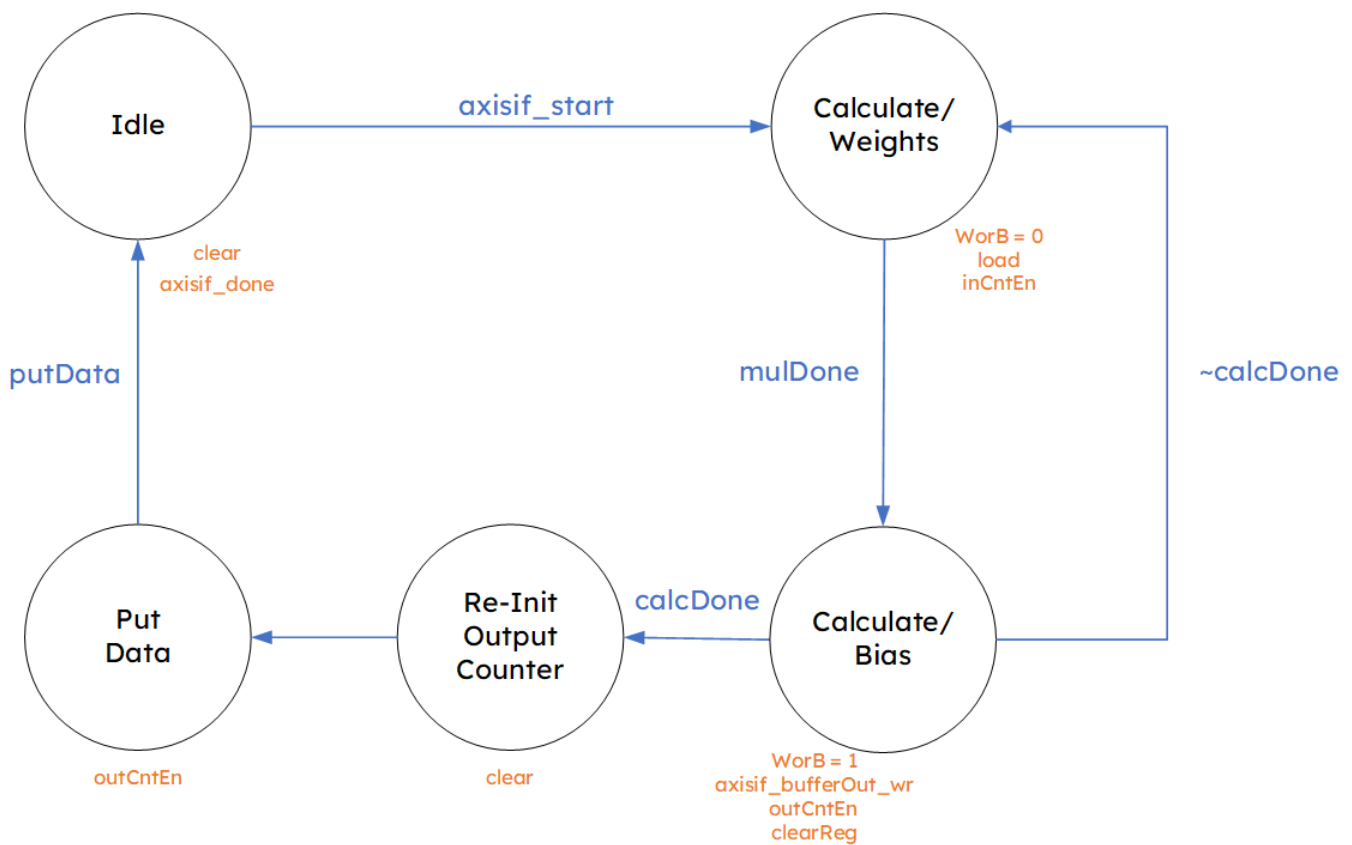 Idle
axisif_start
Calculate/
Weights
clear
axisif_done
WorB = 0
load
inCntEn
putData
mulDone
~calcDone
Put
Data
Re-Init
Output
Counter
calcDone
Calculate/
Bias
outCntEn
clear
WorB = 1
axisif_bufferOut_wr
outCntEn
clearReg